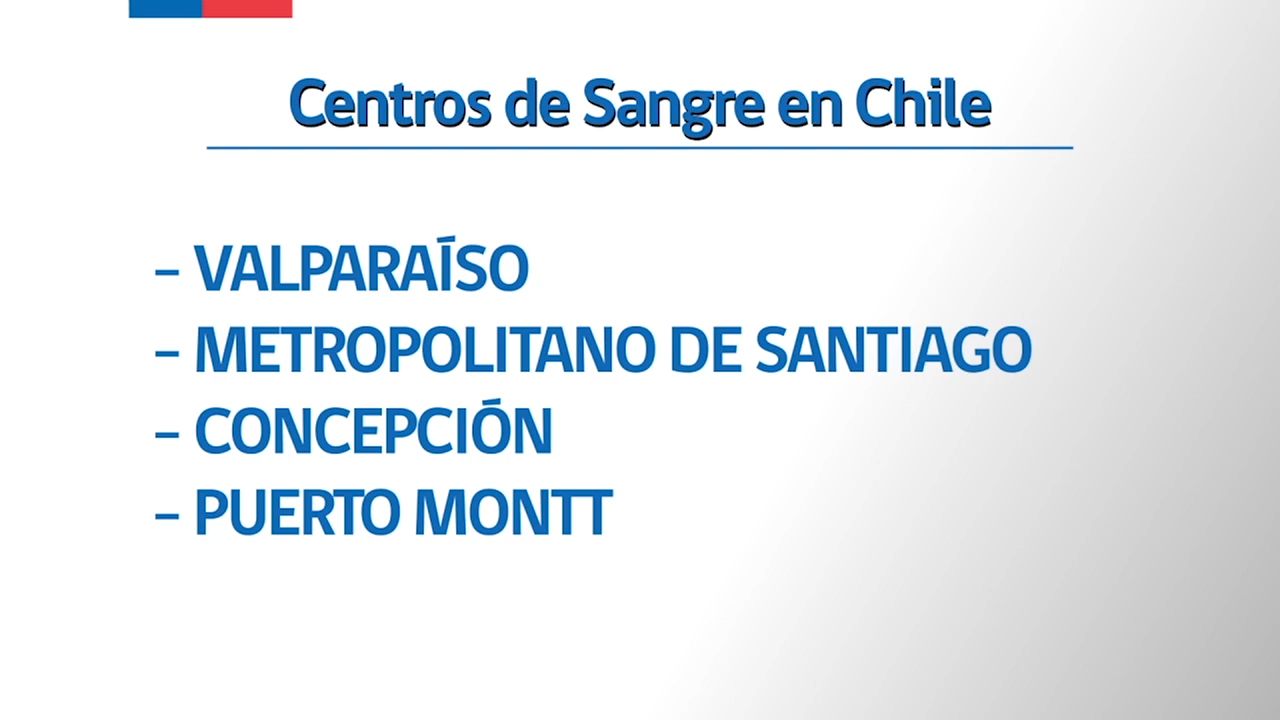 Centros de Sangre en Chile
– VALPARAÍSO
– METROPOLITANO DE SANTIAGO
– CONCEPCIÓN
– PUERTO MONTT